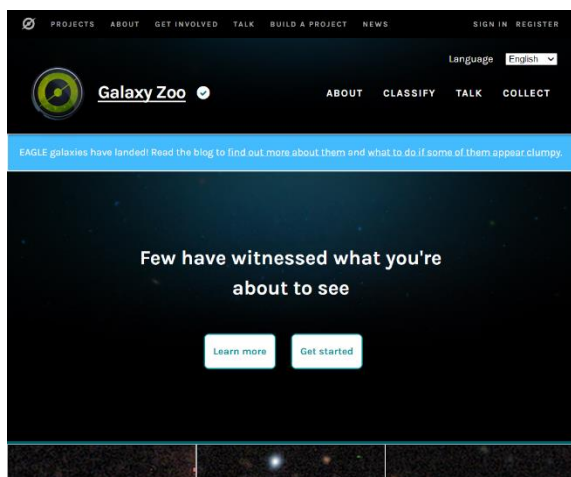 PROJECTS ABOUT GET INVOLVED TALK BUILD A PROJECT NEWS SIGN IN REGISTER
Language English
Galaxy Zoo ABOUT CLASSIFY TALK COLLECT
EAGLE galaxies have landed! Read the blog to find out more about them and what to do if some of them appear clumpy.
Few have witnessed what you're
about to see
Learn more Get started